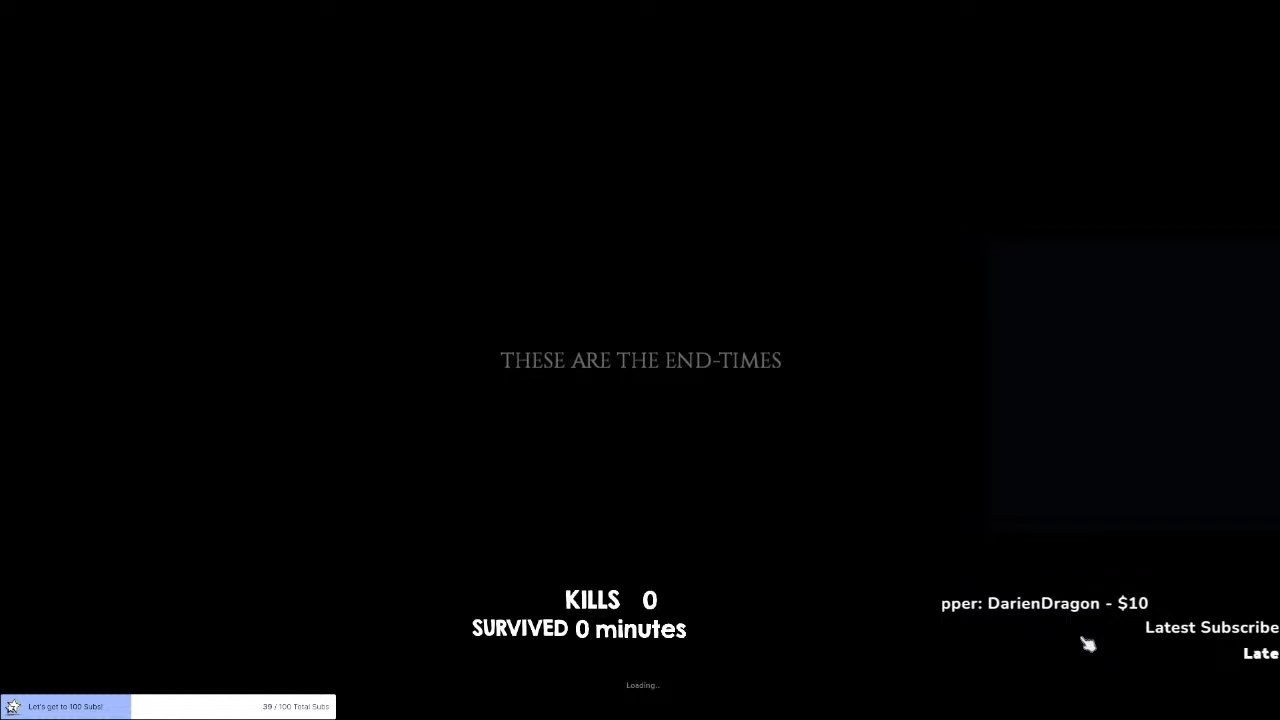 THESE ARE THE END-TIMES
KILLS 0
SURVIVED 0 minutes
pper: DarienDragon - $10
Latest Subscribe
Late
Loading..
Let's get to 100 Subs!
39 / 100 Total Subs